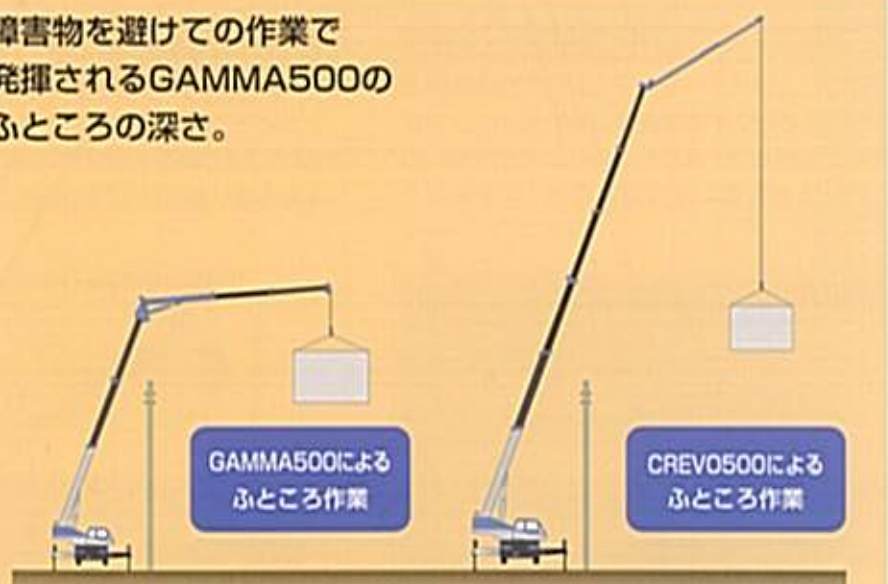 障害物を避けての作業で
発揮されるGAMMA500の
ふところの深さ。
GAMMA500による
ふところ作業
CREVO500による
ふところ作業